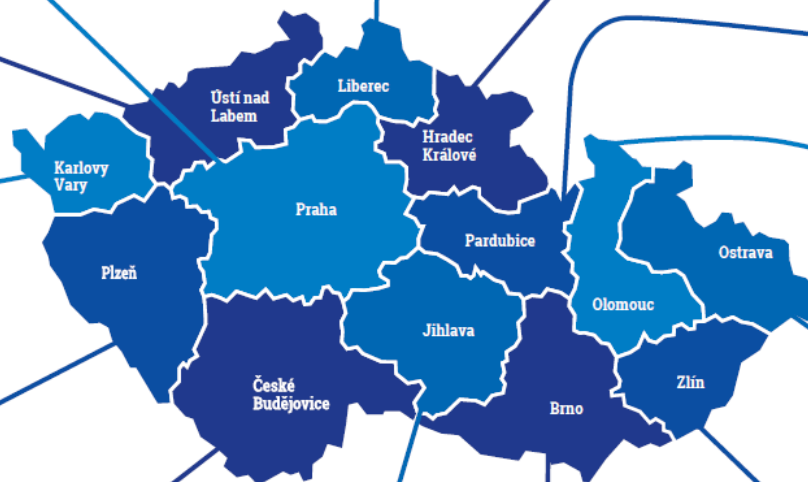 Ústí nad
Labem
Liberec
Hradec
Králové
Karlovy
Vary
Praha
Pardubice
Ostrava
Plzeň
Olomouc
Jihlava
České
Budějovice
Zlín
Brno